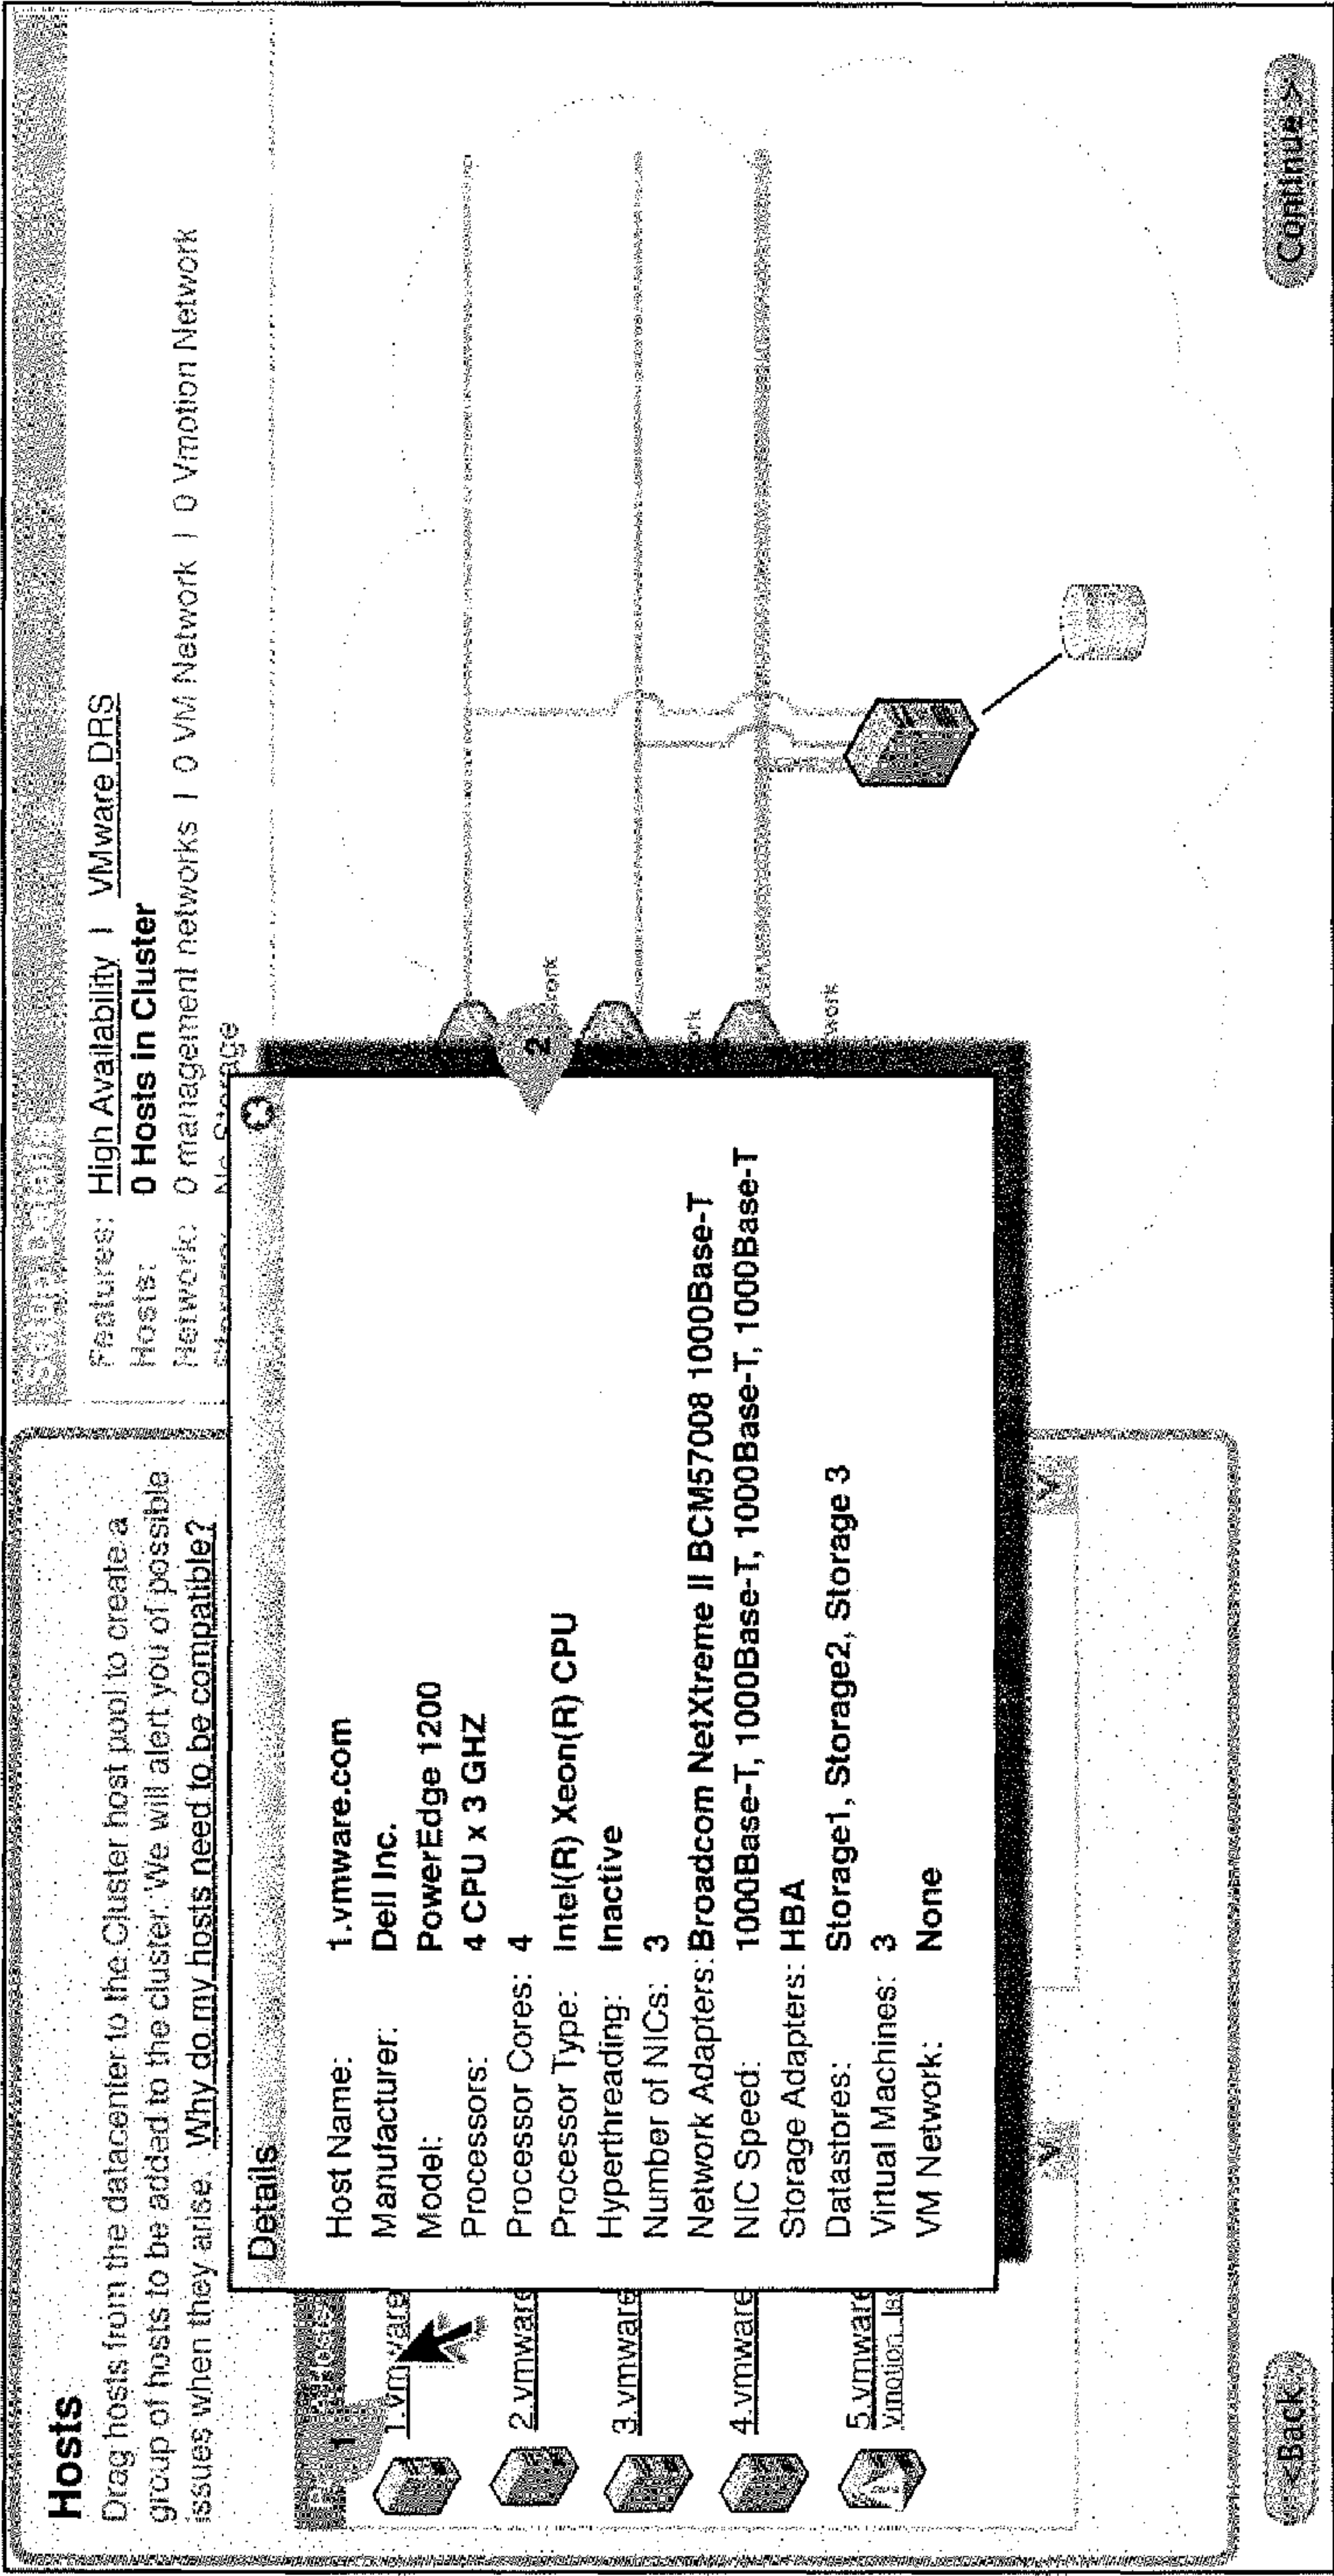 Hosts
Drag hosts from the datacenter to the Cluster host pool to create a
group of hosts to be added to the cluster. We will alert you of possible
issues when they arise. Why do my hosts need to be compatible?
Features: High Availability | VMware DRS
Hosts: 0 Hosts in Cluster
Network: 0 management networks | 0 VM Network | 0 Vmotion Network
No Storage
1
1.vmware
2.vmware
3.vmware
4.vmware
5.vmware
Details
Host Name: 1.vmware.com
Manufacturer: Dell Inc.
Model: PowerEdge 1200
Processors: 4 CPU x 3 GHZ
Processor Cores: 4
Processor Type: Intel(R) Xeon(R) CPU
Hyperthreading: Inactive
Number of NICs: 3
Network Adapters: Broadcom NetXtreme II BCM57008 1000Base-T
NIC Speed: 1000Base-T, 1000Base-T, 1000Base-T, 1000Base-T, 1000Base-T
Storage Adapters: HBA
Datastores: Storage1, Storage2, Storage 3
Virtual Machines: 3
VM Network: None
2
work
<Back
Continue >